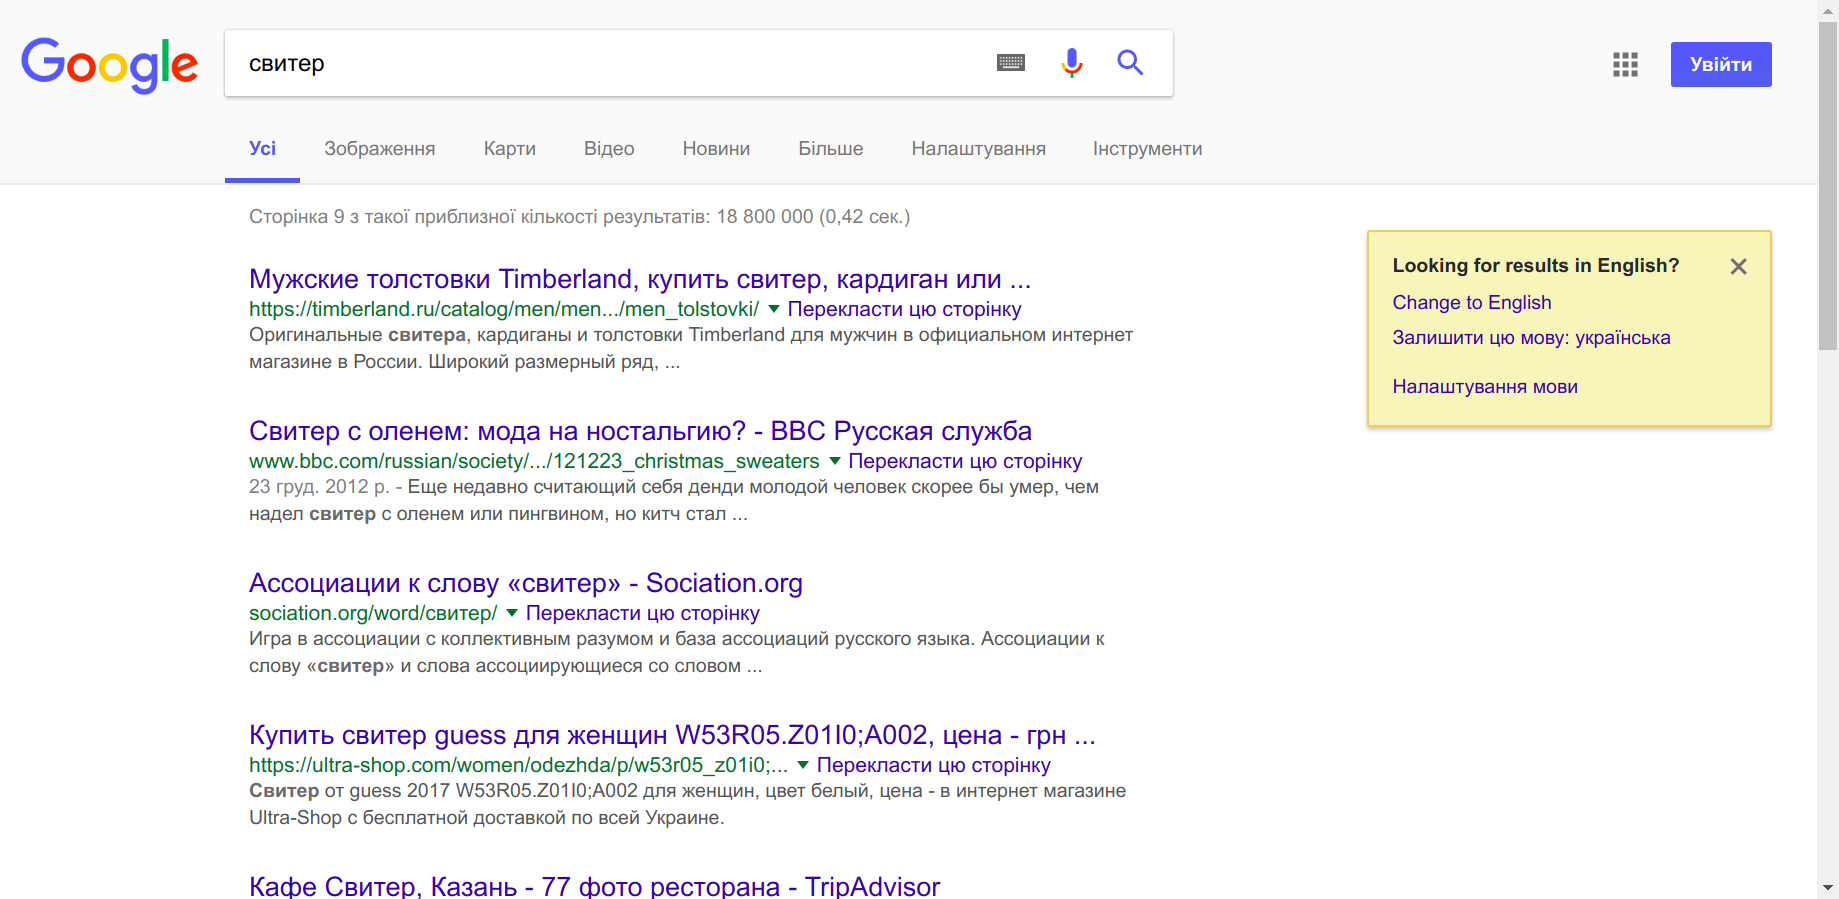 Google
свитер
Увійти
Усі Зображення Карти Відео Новини Більше Налаштування Інструменти
Сторінка 9 з такої приблизної кількості результатів: 18 800 000 (0,42 сек.)
Мужские толстовки Timberland, купить свитер, кардиган или ...
https://timberland.ru/catalog/men/men.../men_tolstovki/ Перекласти цю сторінку
Оригинальные свитера, кардиганы и толстовки Timberland для мужчин в официальном интернет
магазине в России. Широкий размерный ряд, ...
Свитер с оленем: мода на ностальгию? - BBC Русская служба
www.bbc.com/russian/society/.../121223_christmas_sweaters Перекласти цю сторінку
23 груд. 2012 р. - Еще недавно считающий себя денди молодой человек скорее бы умер, чем
надел свитер с оленем или пингвином, но китч стал ...
Ассоциации к слову «свитер» - Sociation.org
sociation.org/word/свитер/ Перекласти цю сторінку
Игра в ассоциации с коллективным разумом и база ассоциаций русского языка. Ассоциации к
слову «свитер» и слова ассоциирующиеся со словом ...
Купить свитер guess для женщин W53R05.Z01I0;A002, цена - грн ...
https://ultra-shop.com/women/odezhda/p/w53r05_z01i0;... Перекласти цю сторінку
Свитер от guess 2017 W53R05.Z01I0;A002 для женщин, цвет белый, цена - в интернет магазине
Ultra-Shop с бесплатной доставкой по всей Украине.
Кафе Свитер, Казань - 77 фото ресторана - TripAdvisor
Looking for results in English?
Change to English
Залишити цю мову: українська
Налаштування мови